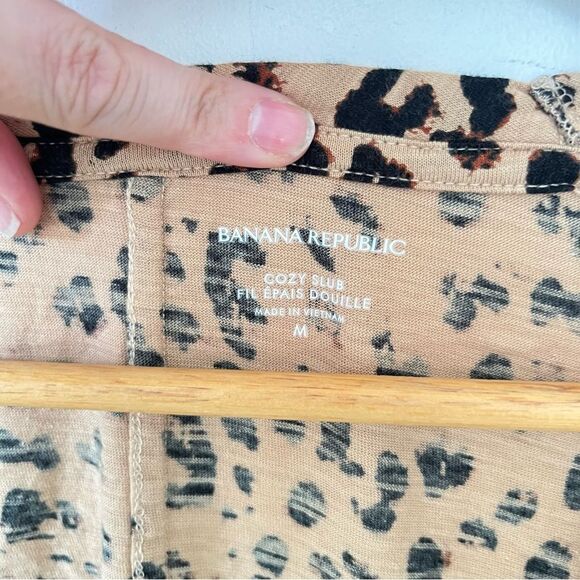 BANANA REPUBLIC
COZY SLUB
FIL ÉPAIS DOUILLE
MADE IN VIETNAM
M